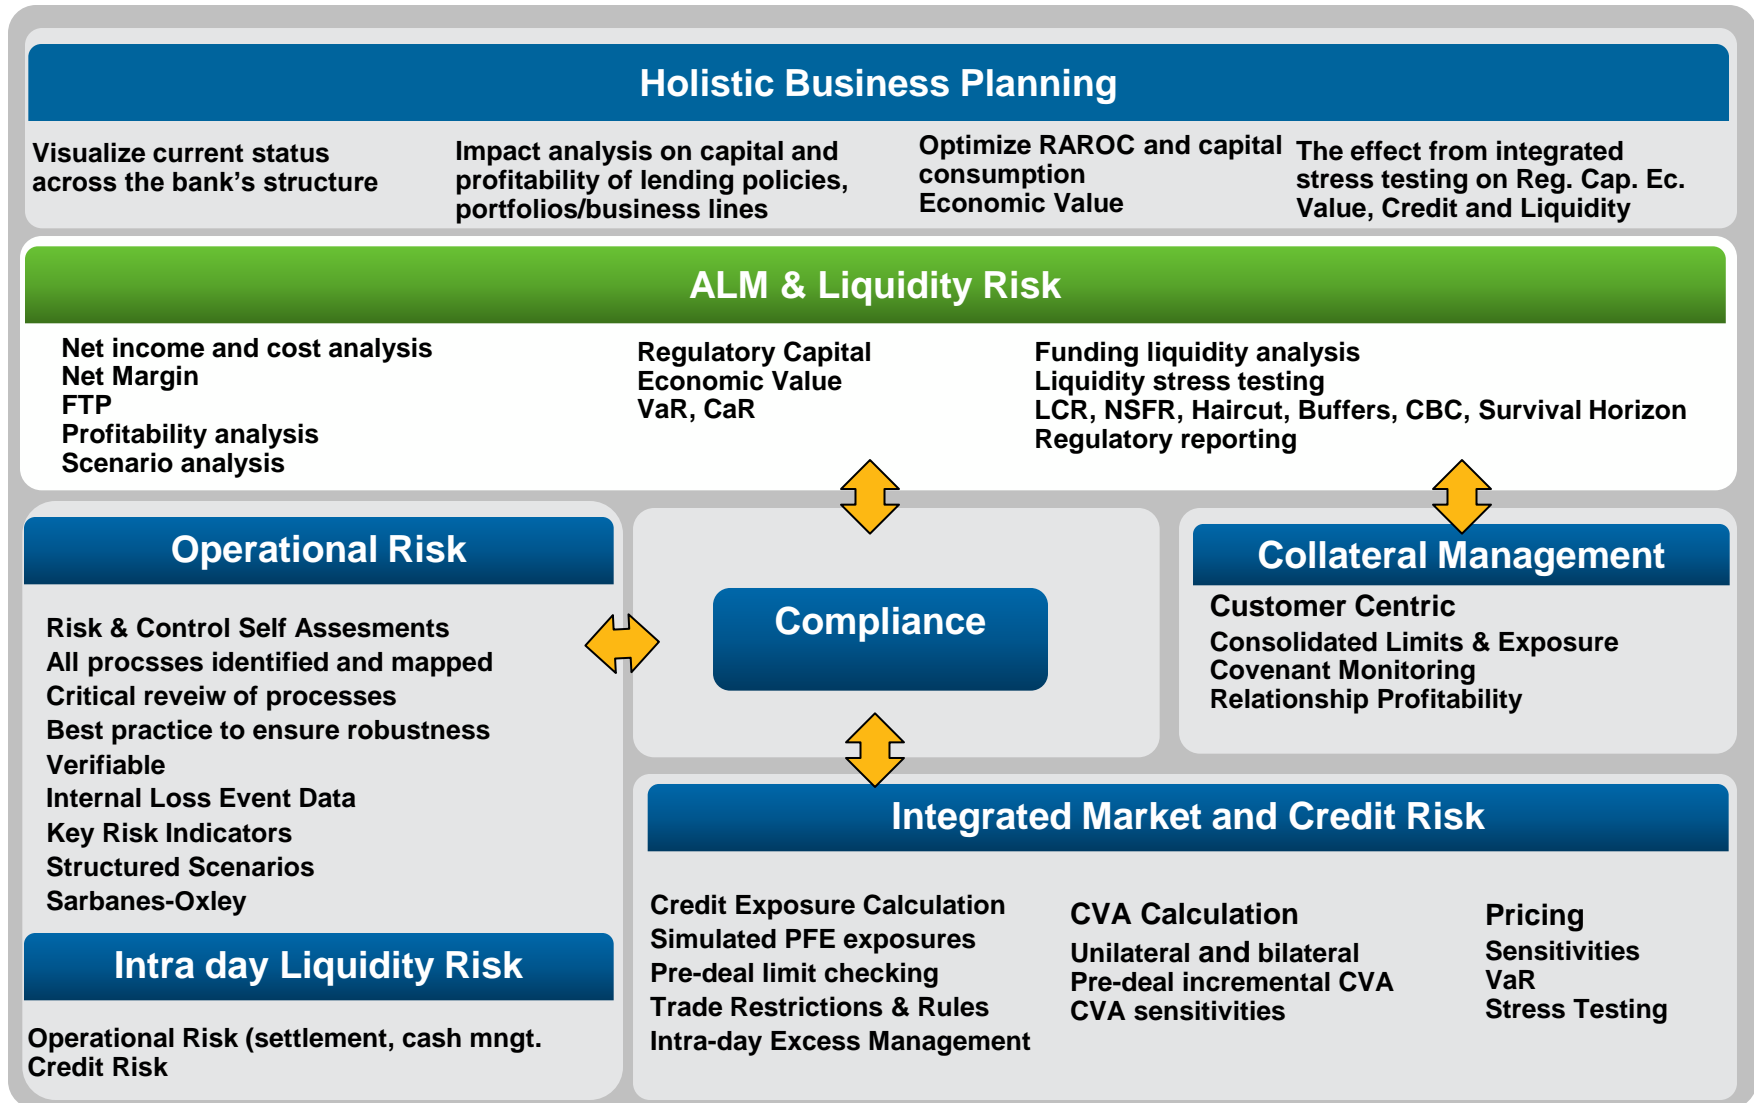 Holistic Business Planning
Visualize current status
across the bank's structure
Impact analysis on capital and
profitability of lending policies,
portfolios/business lines
Optimize RAROC and capital
consumption
Economic Value
The effect from integrated
stress testing on Reg. Cap. Ec.
Value, Credit and Liquidity
ALM & Liquidity Risk
Net income and cost analysis
Net Margin
FTP
Profitability analysis
Scenario analysis
Regulatory Capital
Economic Value
VaR, CaR
Funding liquidity analysis
Liquidity stress testing
LCR, NSFR, Haircut, Buffers, CBC, Survival Horizon
Regulatory reporting
Operational Risk
Risk & Control Self Assesments
All procsses identified and mapped
Critical reveiw of processes
Best practice to ensure robustness
Verifiable
Internal Loss Event Data
Key Risk Indicators
Structured Scenarios
Sarbanes-Oxley
Intra day Liquidity Risk
Operational Risk (settlement, cash mngt.
Credit Risk
Compliance
Collateral Management
Customer Centric
Consolidated Limits & Exposure
Covenant Monitoring
Relationship Profitability
Integrated Market and Credit Risk
Credit Exposure Calculation
Simulated PFE exposures
Pre-deal limit checking
Trade Restrictions & Rules
Intra-day Excess Management
CVA Calculation
Unilateral and bilateral
Pre-deal incremental CVA
CVA sensitivities
Pricing
Sensitivities
VaR
Stress Testing